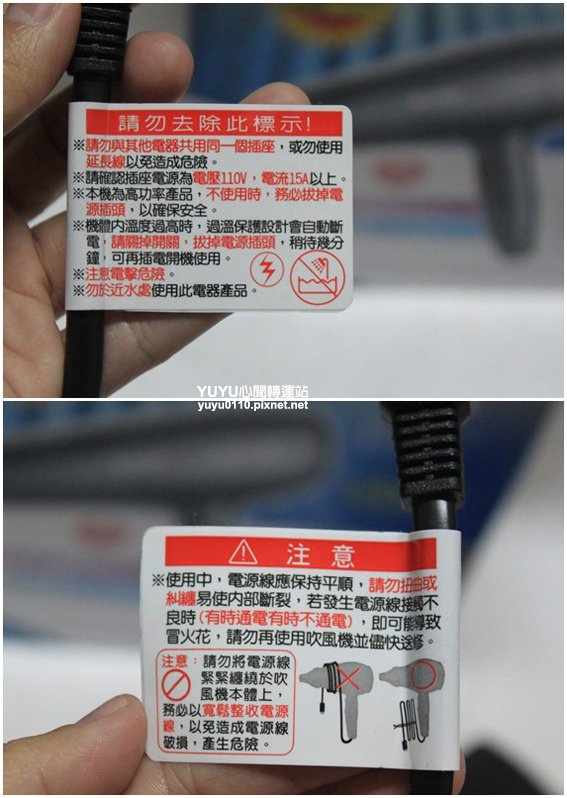 請勿去除此標示!
※請勿與其他電器共用同一個插座，或勿使用
延長線以免造成危險。
※請確認插座電源為電壓110V，電流15A以上。
※本機為高功率產品，不使用時，務必拔掉電
源插頭，以確保安全。
※機體內溫度過高時，過溫保護設計會自動斷
電，請關掉開關，拔掉電源插頭，稍待幾分
鐘，可再插電開機使用。
※注意電擊危險。
※勿於近水處使用此電器產品。
YUYU心聞轉運站
yuyu0110.pixnet.net
注意
※使用中，電源線應保持平順，請勿扭曲或
糾纏易使內部斷裂，若發生電源線接觸不
良時(有時通電有時不通電)，即可能導致
冒火花，請勿再使用吹風機並儘快送修。
注意：請勿將電源線
緊緊纏繞於吹
風機本體上，
務必以寬鬆整收電源
線，以免造成電源線
破損，產生危險。